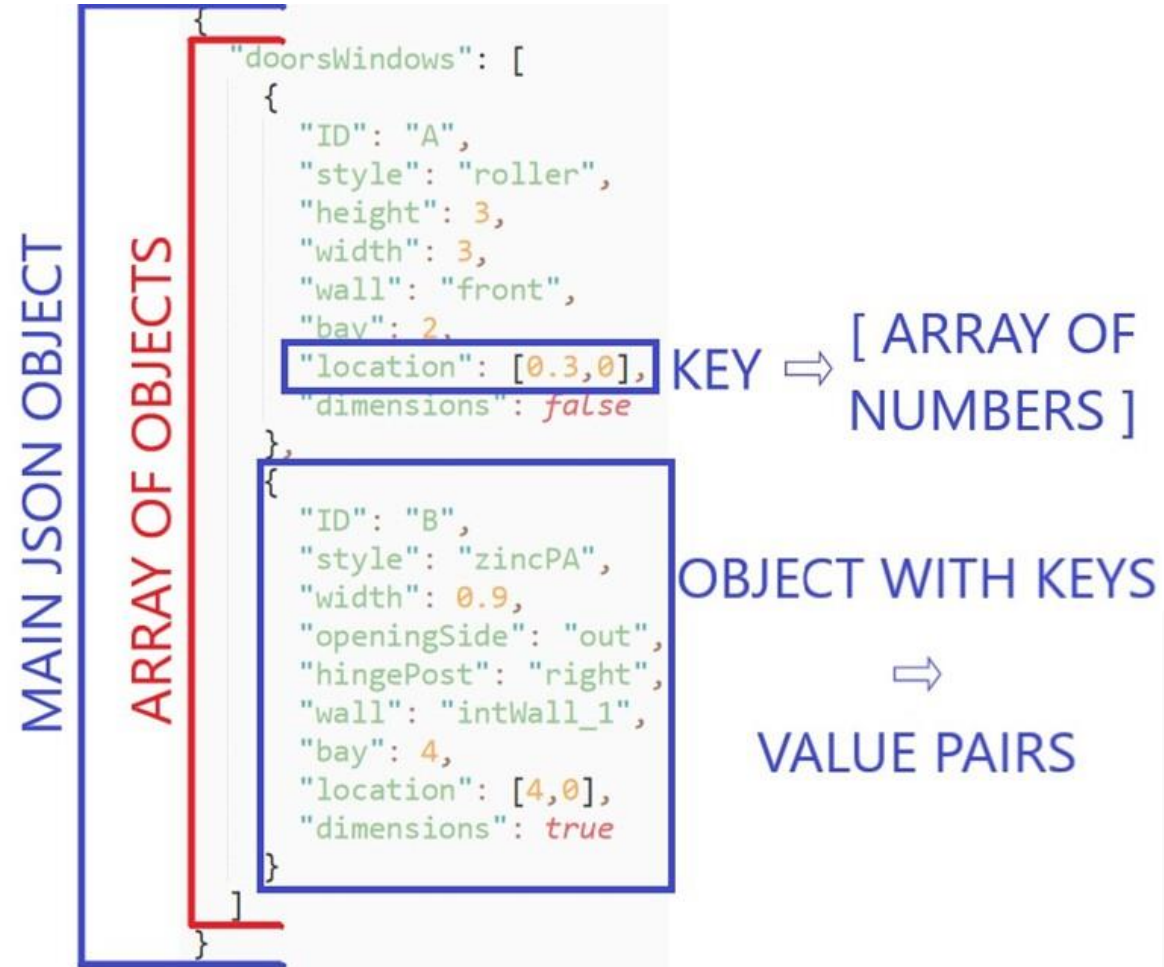 MAIN JSON OBJECT
ARRAY OF OBJECTS
{
"doorsWindows": [
{
"ID": "A",
"style": "roller",
"height": 3,
"width": 3,
"wall": "front",
"bay": 2,
"location": [0.3,0],
"dimensions": false
},
{
"ID": "B",
"style": "zincPA",
"width": 0.9,
"openingSide": "out",
"hingePost": "right",
"wall": "intWall_1",
"bay": 4,
"location": [4,0],
"dimensions": true
}
]
}
KEY ⇨ [ ARRAY OF
NUMBERS ]
OBJECT WITH KEYS
⇨
VALUE PAIRS